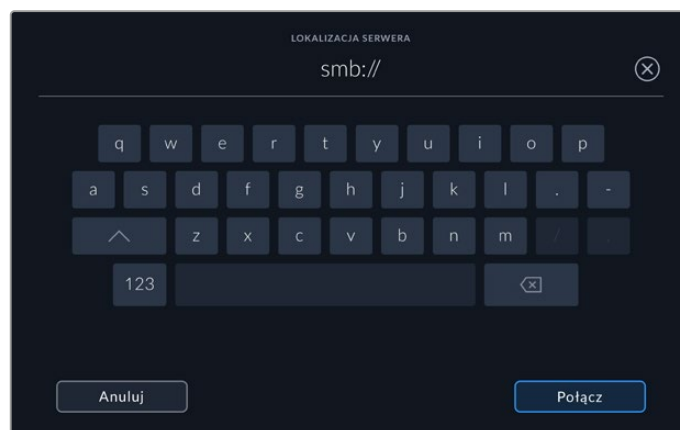 LOKALIZACJA SERWERA
smb://
q w e r t y u i o p
a s d f g h j k l . -
z x c v b n m / .
123
Anuluj Połącz